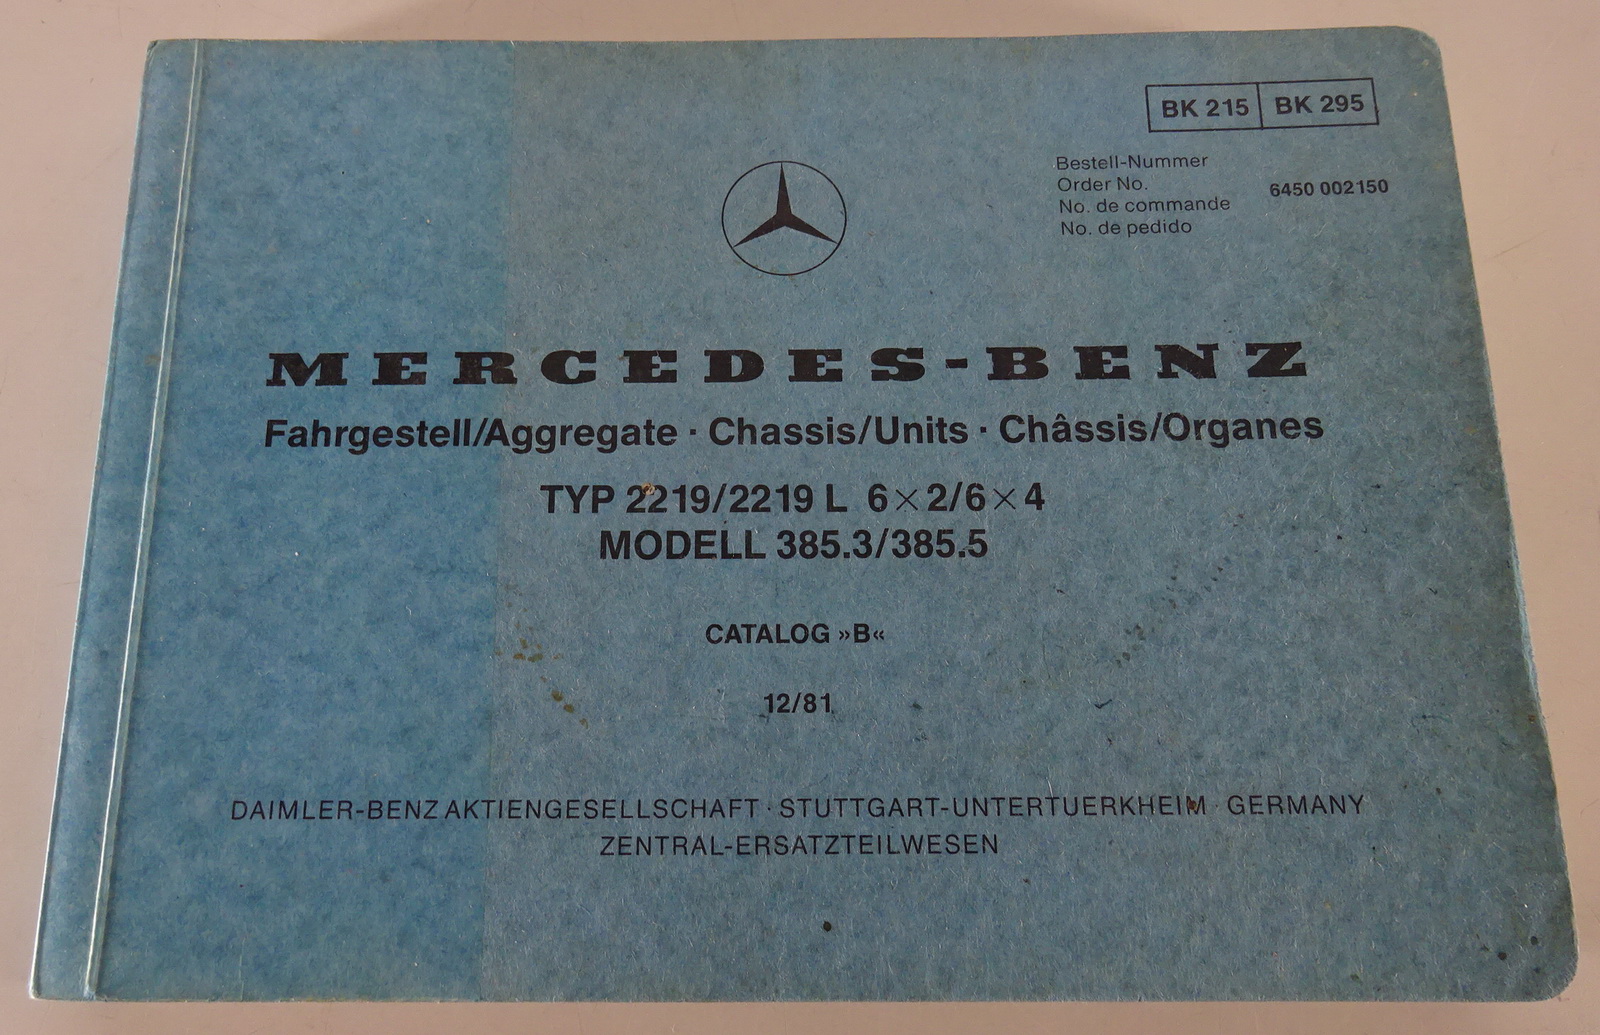 BK 215 BK 295
Bestell-Nummer
Order No.
No. de commande
No. de pedido
6450 002150
MERCEDES-BENZ
Fahrgestell/Aggregate · Chassis/Units · Châssis/Organes
TYP 2219/2219 L 6×2/6×4
MODELL 385.3/385.5
CATALOG »B«
12/81
DAIMLER-BENZ AKTIENGESELLSCHAFT · STUTTGART-UNTERTUERKHEIM · GERMANY
ZENTRAL-ERSATZTEILWESEN